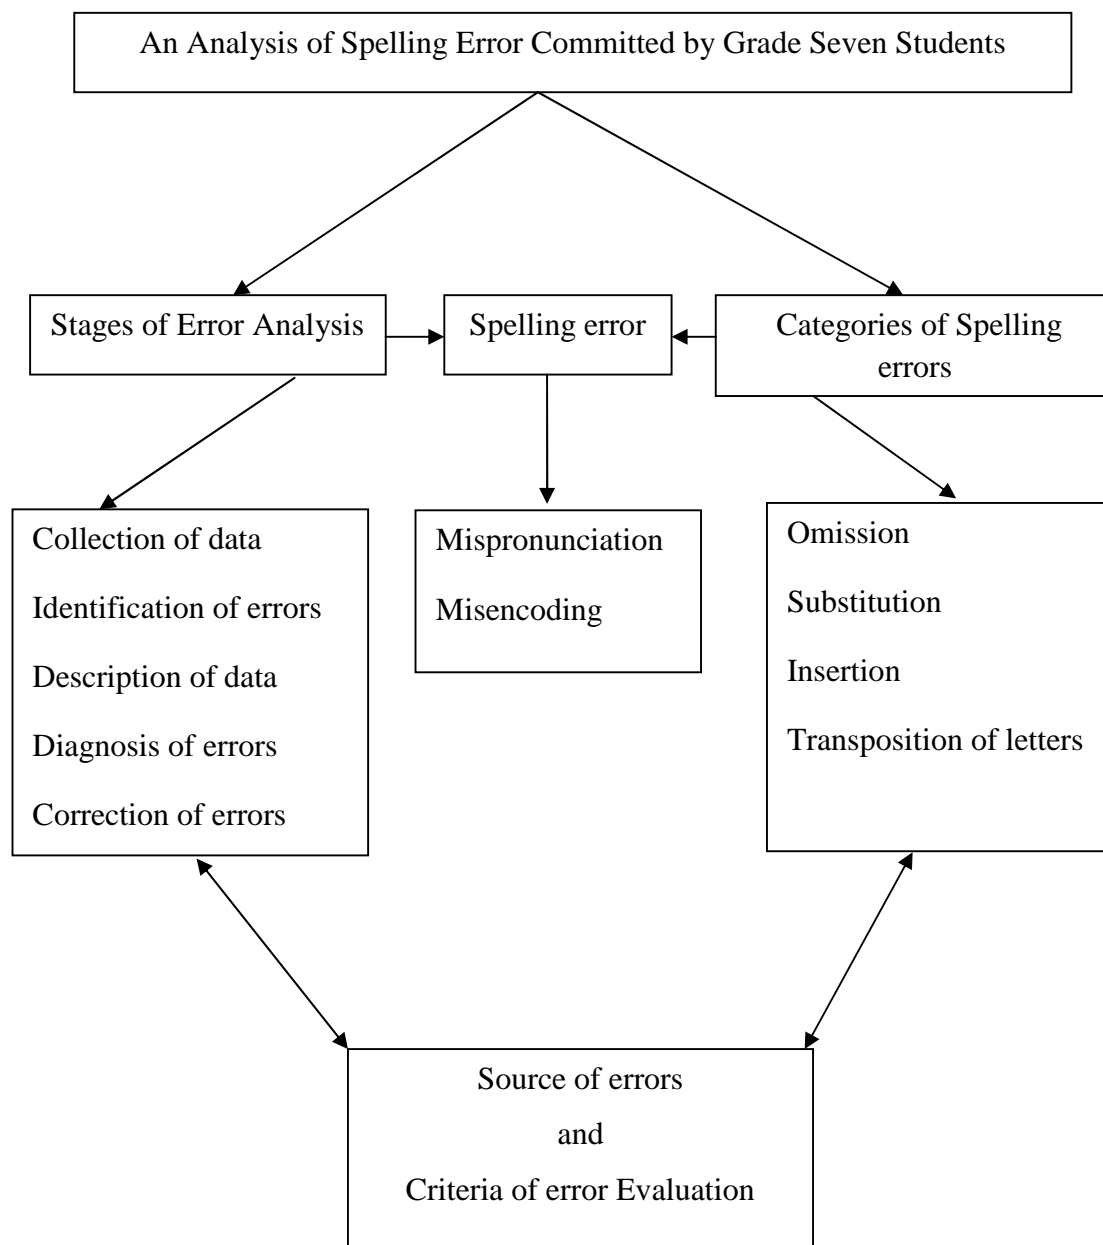 An Analysis of Spelling Error Committed by Grade Seven Students
Stages of Error Analysis
Spelling error
Categories of Spelling
errors
Collection of data
Identification of errors
Description of data
Diagnosis of errors
Correction of errors
Mispronunciation
Misencoding
Omission
Substitution
Insertion
Transposition of letters
Source of errors
and
Criteria of error Evaluation